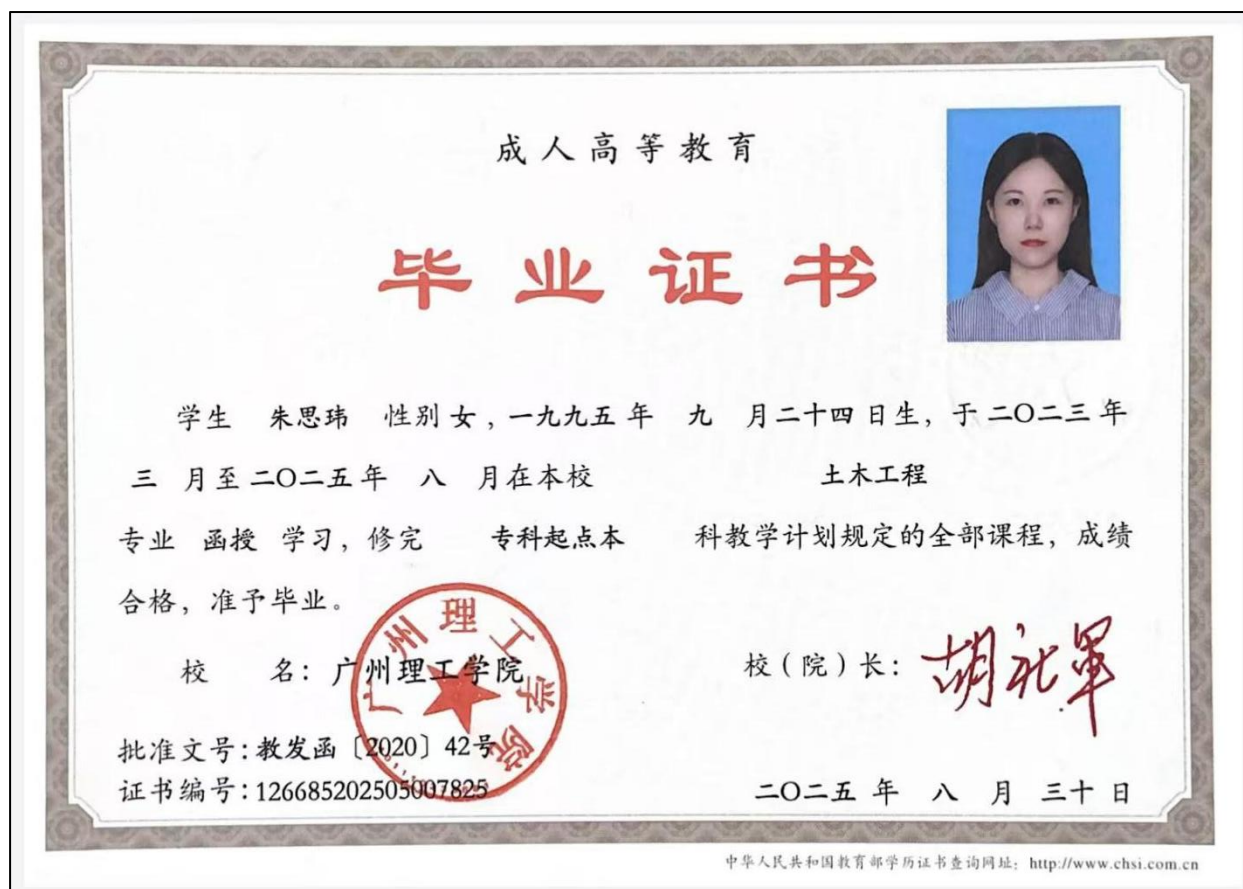 成人高等教育
毕业证书
学生 朱思玮 性别 女，一九九五 年 九 月 二十四 日生，于 二〇二三 年
三 月至 二〇二五 年 八 月在本校 土木工程
专业 函授 学习，修完 专科起点本 科教学计划规定的全部课程，成绩
合格，准予毕业。
校 名：广州理工学院 校（院）长：胡社军
广州理工学院
批准文号：教发函〔2020〕42号
证书编号：126685202505007825 二〇二五 年 八 月 三十 日
中华人民共和国教育部学历证书查询网址：http://www.chsi.com.cn